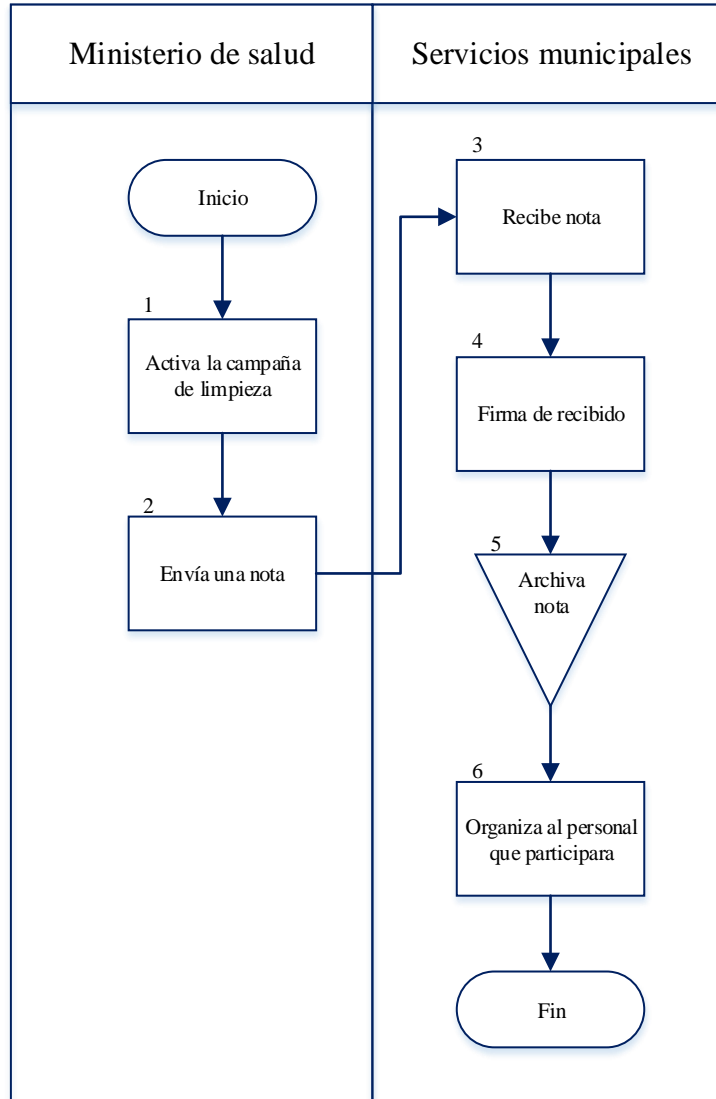 Ministerio de salud
Servicios municipales
Inicio
1
Activa la campaña
de limpieza
2
Envía una nota
3
Recibe nota
4
Firma de recibido
5
Archiva
nota
6
Organiza al personal
que participara
Fin